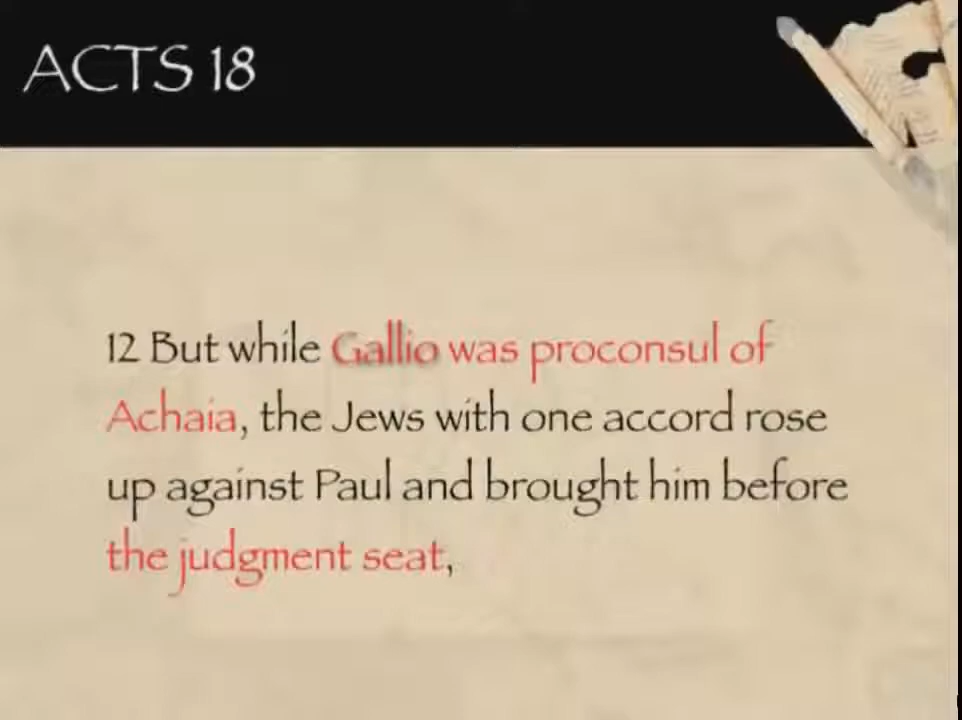 ACTS 18
12 But while Gallio was proconsul of
Achaia, the Jews with one accord rose
up against Paul and brought him before
the judgment seat,